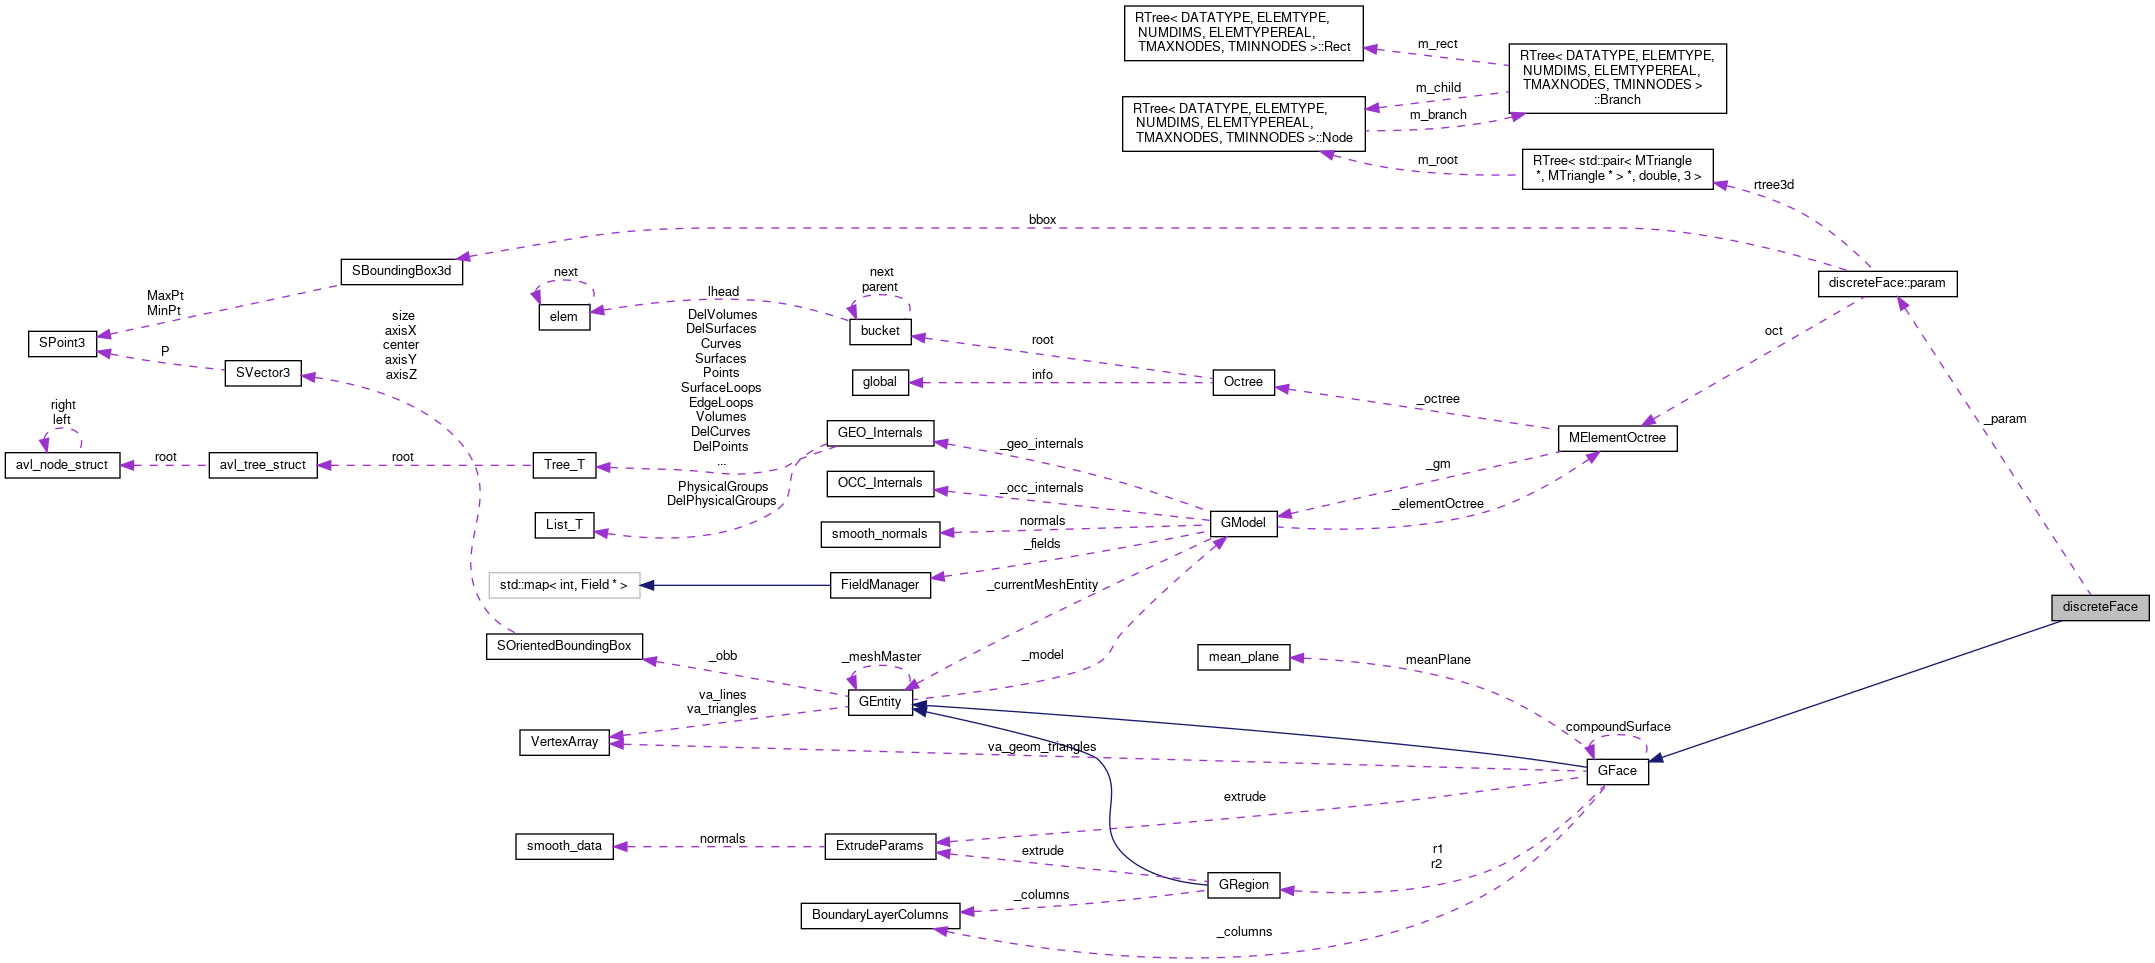 RTree< DATATYPE, ELEMTYPE,
NUMDIMS, ELEMTYPEREAL,
TMAXNODES, TMINNODES >::Rect
m_rect
RTree< DATATYPE, ELEMTYPE,
NUMDIMS, ELEMTYPEREAL,
TMAXNODES, TMINNODES >
::Branch
m_child
m_branch
RTree< DATATYPE, ELEMTYPE,
NUMDIMS, ELEMTYPEREAL,
TMAXNODES, TMINNODES >::Node
m_root
RTree< std::pair< MTriangle
*, MTriangle * > *, double, 3 >
rtree3d
bbox
SBoundingBox3d
discreteFace::param
MaxPt
MinPt
SPoint3
P
SVector3
size
axisX
center
axisY
axisZ
next
elem
lhead
next
parent
bucket
root
global
info
Octree
oct
_octree
MElementOctree
_param
DelVolumes
DelSurfaces
Curves
Surfaces
Points
SurfaceLoops
EdgeLoops
Volumes
DelCurves
DelPoints
...
right
left
avl_node_struct
root
avl_tree_struct
root
Tree_T
GEO_Internals
_geo_internals
_gm
PhysicalGroups
DelPhysicalGroups
List_T
OCC_Internals
_occ_internals
_elementOctree
smooth_normals
normals
GModel
_fields
std::map< int, Field * >
FieldManager
_currentMeshEntity
discreteFace
SOrientedBoundingBox
_obb
_meshMaster
_model
mean_plane
meanPlane
va_lines
va_triangles
GEntity
VertexArray
va_geom_triangles
compoundSurface
GFace
extrude
smooth_data
normals
ExtrudeParams
extrude
r1
r2
GRegion
_columns
BoundaryLayerColumns
_columns